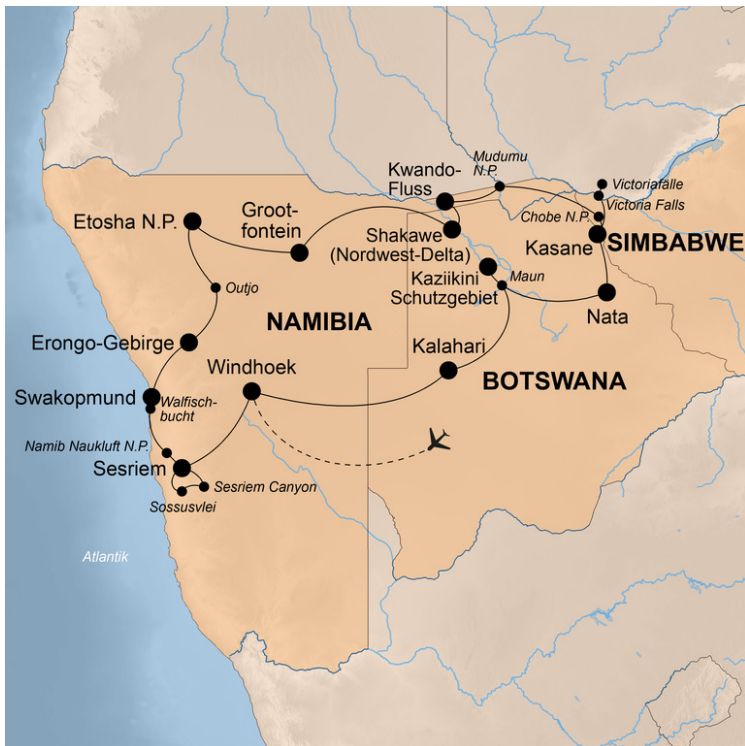 Mudumu
N.P.
Kwando-
Fluss
Victoriafälle
Victoria Falls
Chobe N.P.
Etosha N.P.
Groot-
fontein
Shakawe
(Nordwest-Delta)
Kasane
SIMBABWE
Kaziikini
Schutzgebiet
Maun
Outjo
Nata
NAMIBIA
Erongo-Gebirge
Kalahari
Windhoek
BOTSWANA
Swakopmund
Walfisch-
bucht
Namib Naukluft N.P.
Sesriem
Sesriem Canyon
Sossusvlei
Atlantik